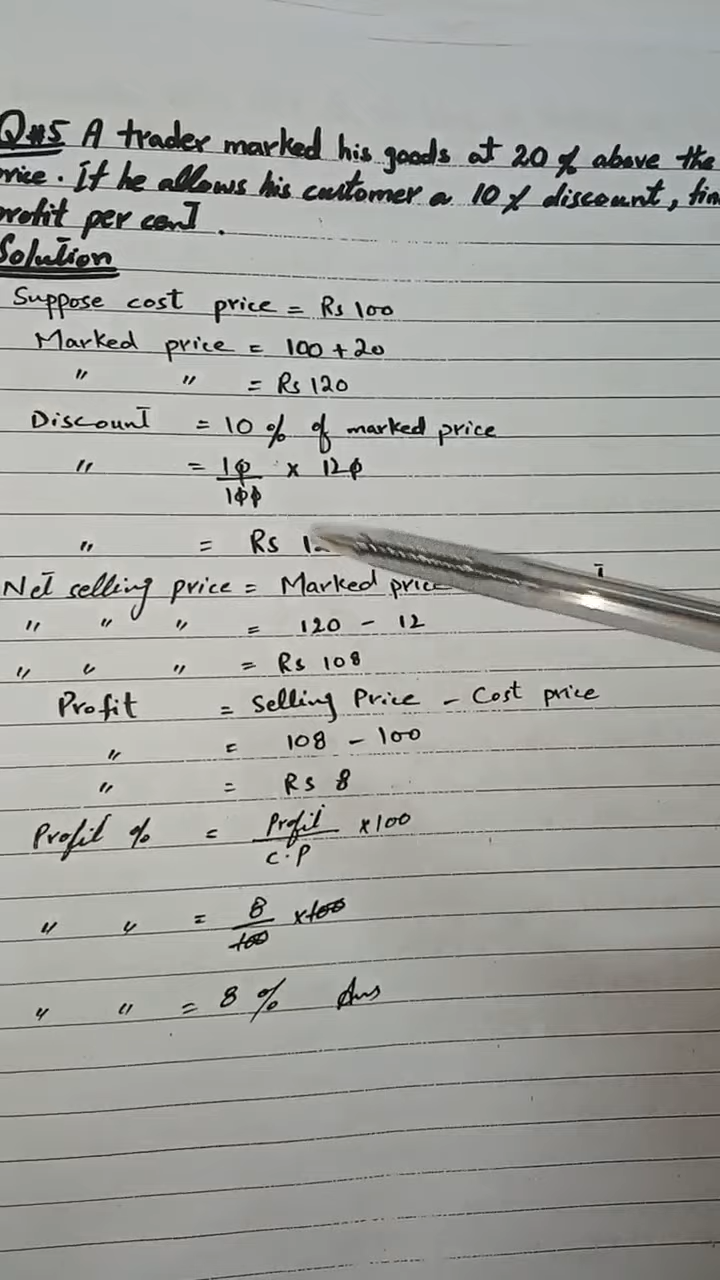 Q#5 A trader marked his goods at 20 % above the
If he allows his customer a 10 % discount,
per cent.
Solution
Suppose cost price = Rs 100
Marked price = 100 + 20
" " = Rs 120
Discount = 10 % of marked price
" = 10/100 x 120
" = Rs
Net selling price = Marked price
" " " = 120 - 12
" " " = Rs 108
Profit = Selling Price - Cost price
" = 108 - 100
" = Rs 8
Profit % = Profit/C.P x100
" " = 8/100 x100
" " = 8 % Ans